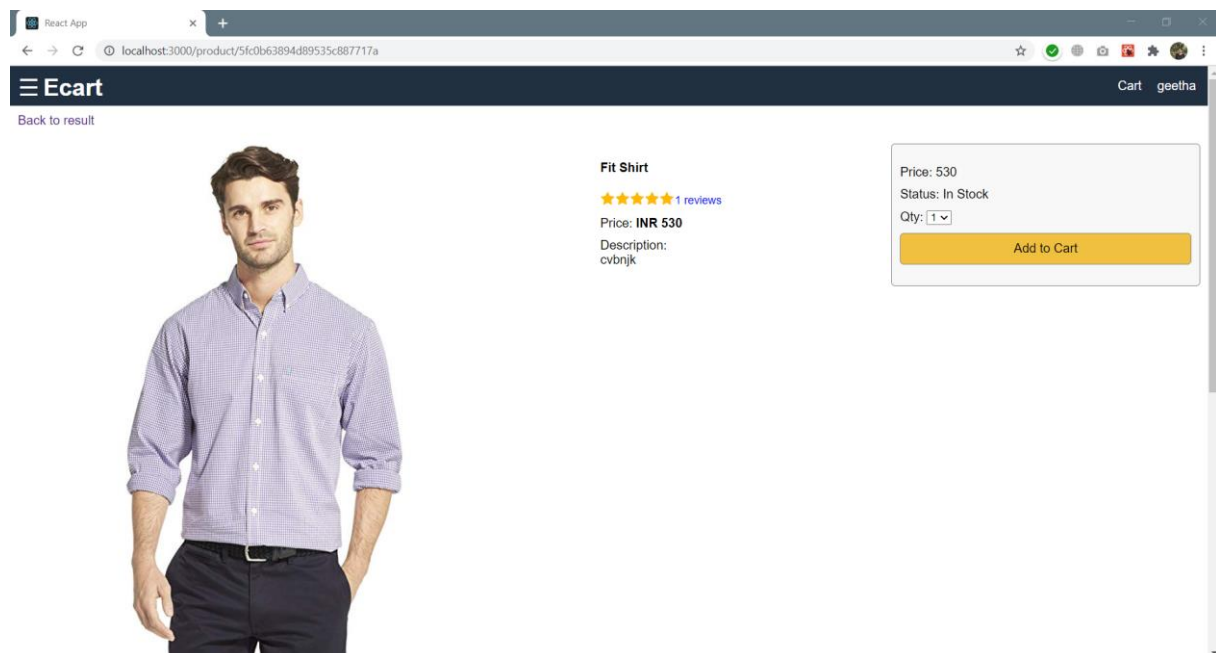 React App
localhost:3000/product/5fc0b63894d89535c887717a
☰ Ecart
Cart geetha
Back to result
Fit Shirt
1 reviews
Price: INR 530
Description:
cvbnjk
Price: 530
Status: In Stock
Qty: 1
Add to Cart